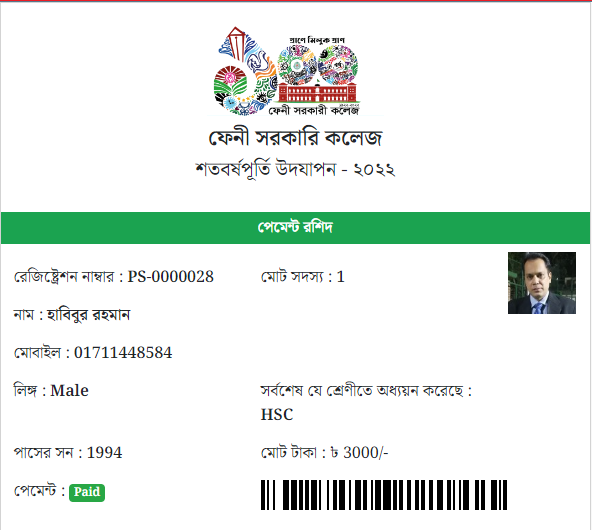 প্রাণে মিলুক প্রাণ
১০০
ফেনী সরকারী কলেজ
ফেনী সরকারি কলেজ
শতবর্ষপূর্তি উদযাপন - ২০২২
পেমেন্ট রশিদ
রেজিষ্ট্রেশন নাম্বার : PS-0000028
মোট সদস্য : 1
নাম : হাবিবুর রহমান
মোবাইল : 01711448584
লিঙ্গ : Male
সর্বশেষ যে শ্রেণীতে অধ্যয়ন করেছে :
HSC
পাসের সন : 1994
মোট টাকা : ৳ 3000/-
পেমেন্ট : Paid